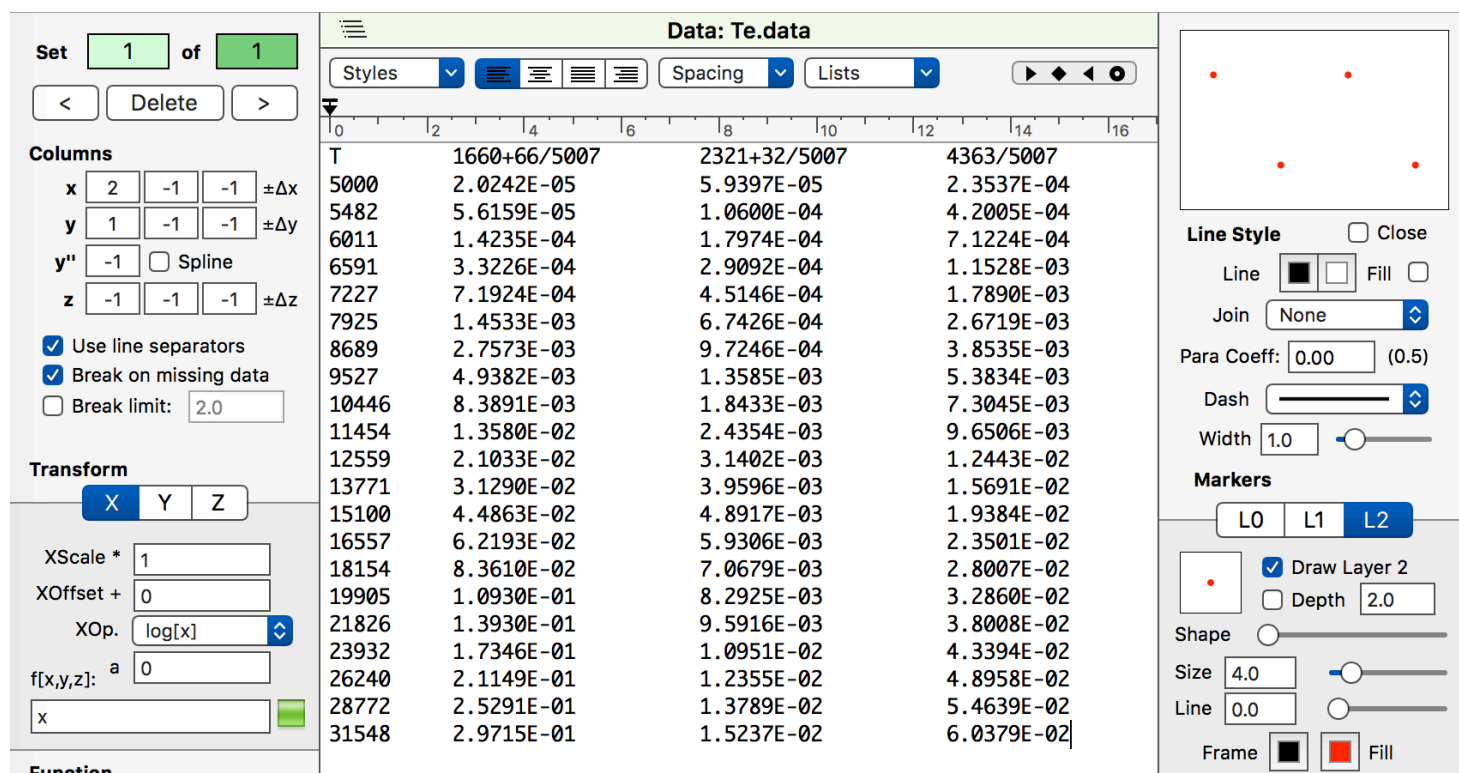 Set 1 of 1
< Delete >
Columns
x 2 -1 -1 ±Δx
y 1 -1 -1 ±Δy
y" -1 Spline
z -1 -1 -1 ±Δz
Use line separators
Break on missing data
Break limit: 2.0
Transform
X Y Z
XScale * 1
XOffset + 0
XOp. log[x]
f[x,y,z]: a 0
x
Function
Data: Te.data
Styles Spacing Lists
0 2 4 6 8 10 12 14 16
T 1660+66/5007 2321+32/5007 4363/5007
5000 2.0242E-05 5.9397E-05 2.3537E-04
5482 5.6159E-05 1.0600E-04 4.2005E-04
6011 1.4235E-04 1.7974E-04 7.1224E-04
6591 3.3226E-04 2.9092E-04 1.1528E-03
7227 7.1924E-04 4.5146E-04 1.7890E-03
7925 1.4533E-03 6.7426E-04 2.6719E-03
8689 2.7573E-03 9.7246E-04 3.8535E-03
9527 4.9382E-03 1.3585E-03 5.3834E-03
10446 8.3891E-03 1.8433E-03 7.3045E-03
11454 1.3580E-02 2.4354E-03 9.6506E-03
12559 2.1033E-02 3.1402E-03 1.2443E-02
13771 3.1290E-02 3.9596E-03 1.5691E-02
15100 4.4863E-02 4.8917E-03 1.9384E-02
16557 6.2193E-02 5.9306E-03 2.3501E-02
18154 8.3610E-02 7.0679E-03 2.8007E-02
19905 1.0930E-01 8.2925E-03 3.2860E-02
21826 1.3930E-01 9.5916E-03 3.8008E-02
23932 1.7346E-01 1.0951E-02 4.3394E-02
26240 2.1149E-01 1.2355E-02 4.8958E-02
28772 2.5291E-01 1.3789E-02 5.4639E-02
31548 2.9715E-01 1.5237E-02 6.0379E-02
Line Style Close
Line Fill
Join None
Para Coeff: 0.00 (0.5)
Dash
Width 1.0
Markers
L0 L1 L2
Draw Layer 2
Depth 2.0
Shape
Size 4.0
Line 0.0
Frame Fill